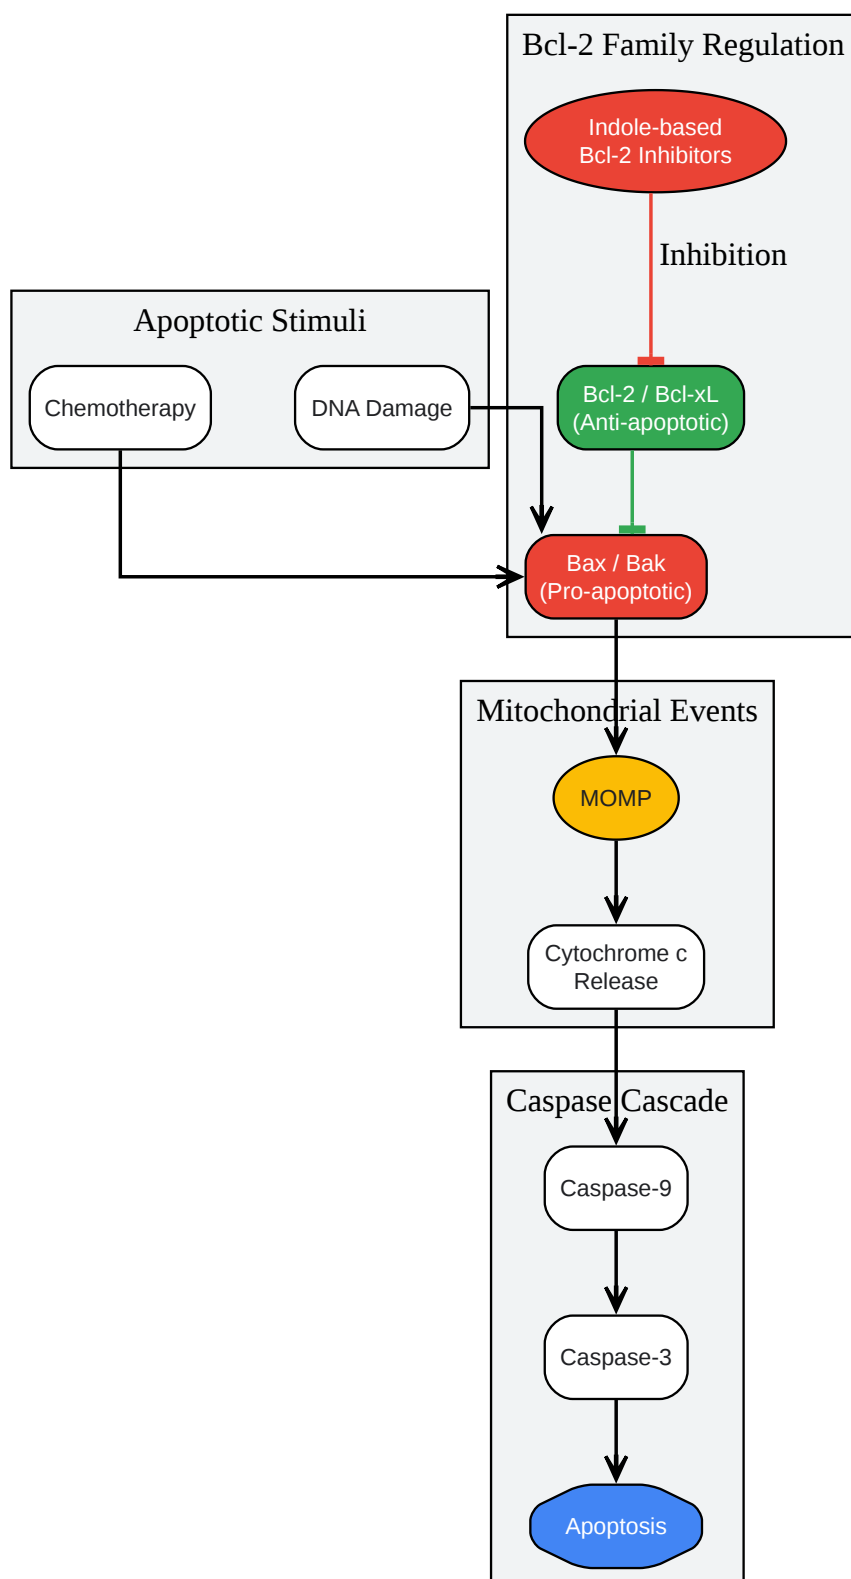 Bcl-2 Family Regulation
Indole-based
Bcl-2 Inhibitors
Inhibition
Apoptotic Stimuli
Chemotherapy
DNA Damage
Bcl-2 / Bcl-xL
(Anti-apoptotic)
Bax / Bak
(Pro-apoptotic)
Mitochondrial Events
MOMP
Cytochrome c
Release
Caspase Cascade
Caspase-9
Caspase-3
Apoptosis